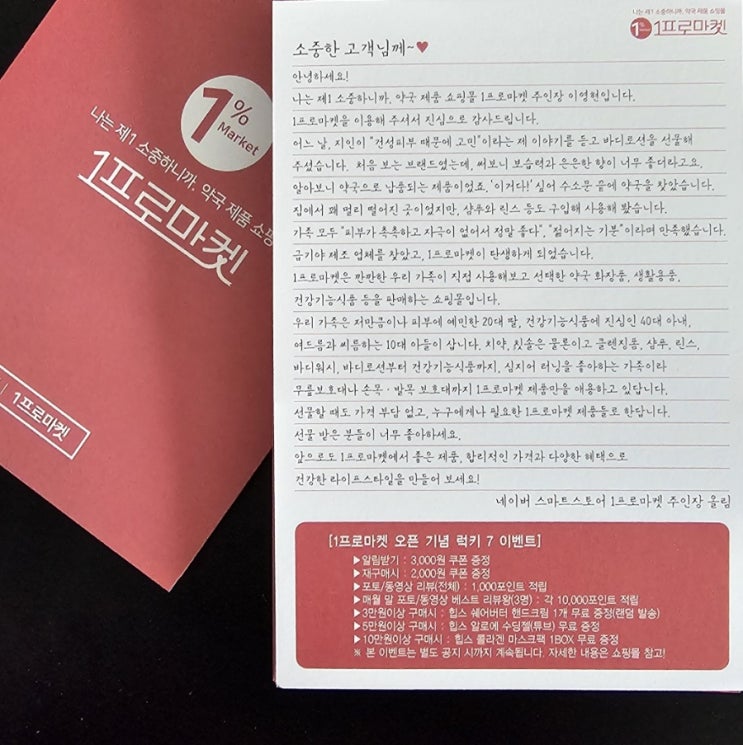 1%
Market
나는 제1 소중하니까, 약국 제품 쇼핑
1프로마켓
1프로마켓
나는 제1 소중하니까, 약국 제품 쇼핑몰
1% 1프로마켓
소중한 고객님께~♥
안녕하세요!
나는 제1 소중하니까, 약국 제품 쇼핑몰 1프로마켓 주인장 이영현입니다.
1프로마켓을 이용해 주셔서 진심으로 감사드립니다.
어느 날, 지인이 "건성피부 때문에 고민"이라는 제 이야기를 듣고 바디로션을 선물해
주셨습니다. 처음 보는 브랜드였는데, 써보니 보습력과 은은한 향이 너무 좋더라고요.
알아보니 약국으로 납품되는 제품이었죠. '이거다!' 싶어 수소문 끝에 약국을 찾았습니다.
집에서 꽤 멀리 떨어진 곳이었지만, 샴푸와 린스 등도 구입해 사용해 봤습니다.
가족 모두 "피부가 촉촉하고 자극이 없어서 정말 좋다", "젊어지는 기분"이라며 만족했습니다.
급기야 제조 업체를 찾았고, 1프로마켓이 탄생하게 되었습니다.
1프로마켓은 깐깐한 우리 가족이 직접 사용해보고 선택한 약국 화장품, 생활용품,
건강기능식품 등을 판매하는 쇼핑몰입니다.
우리 가족은 저만큼이나 피부에 예민한 20대 딸, 건강기능식품에 진심인 40대 아내,
여드름과 씨름하는 10대 아들이 삽니다. 치약, 칫솔은 물론이고 클렌징폼, 샴푸, 린스,
바디워시, 바디로션부터 건강기능식품까지, 심지어 러닝을 좋아하는 가족이라
무릎보호대나 손목·발목 보호대까지 1프로마켓 제품만을 애용하고 있답니다.
선물할 때도 가격 부담 없고, 누구에게나 필요한 1프로마켓 제품들로 한답니다.
선물 받은 분들이 너무 좋아하세요.
앞으로도 1프로마켓에서 좋은 제품, 합리적인 가격과 다양한 혜택으로
건강한 라이프스타일을 만들어 보세요!
네이버 스마트스토어 1프로마켓 주인장 올림
[1프로마켓 오픈 기념 럭키 7 이벤트]
▶알림받기 : 3,000원 쿠폰 증정
▶재구매시 : 2,000원 쿠폰 증정
▶포토/동영상 리뷰(전체) : 1,000포인트 적립
▶매월 말 포토/동영상 베스트 리뷰왕(3명) : 각 10,000포인트 적립
▶3만원이상 구매시 : 힙스 쉐어버터 핸드크림 1개 무료 증정(랜덤 발송)
▶5만원이상 구매시 : 힙스 알로에 수딩젤(튜브) 무료 증정
▶10만원이상 구매시 : 힙스 콜라겐 마스크팩 1BOX 무료 증정
※ 본 이벤트는 별도 공지 시까지 계속됩니다. 자세한 내용은 쇼핑몰 참고!